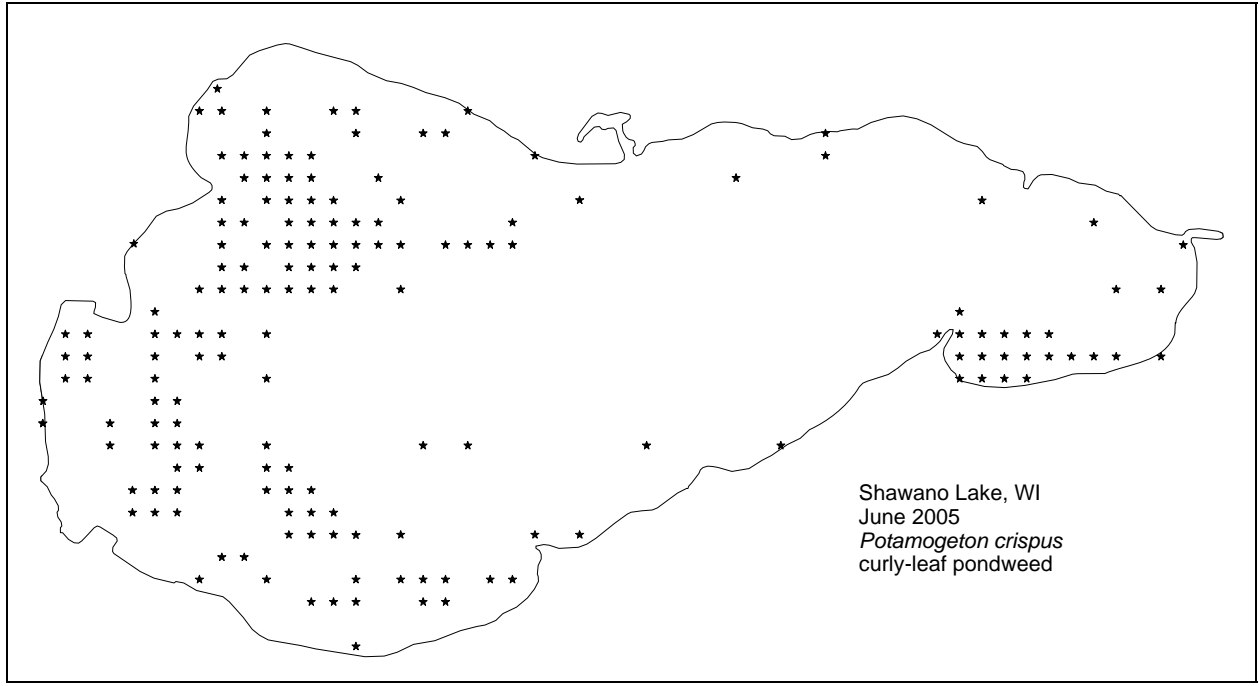 Shawano Lake, WI
June 2005
Potamogeton crispus
curly-leaf pondweed